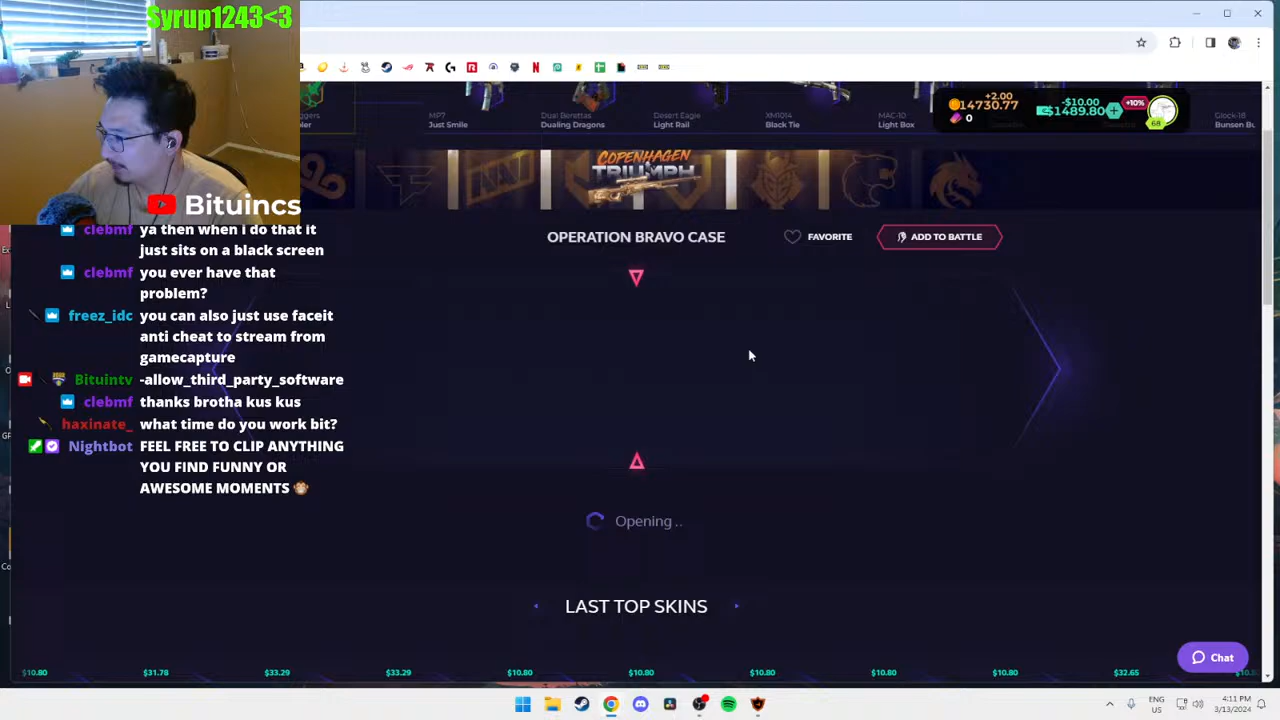 $yrup1243<3
Bituincs
clebmf ya then when i do that it
just sits on a black screen
clebmf you ever have that
problem?
freez_idc you can also just use faceit
anti cheat to stream from
gamecapture
Bituintv -allow_third_party_software
clebmf thanks brotha kus kus
haxinate_ what time do you work bit?
Nightbot FEEL FREE TO CLIP ANYTHING
YOU FIND FUNNY OR
AWESOME MOMENTS
MP7
Just Smile
Dual Berettas
Dualing Dragons
Desert Eagle
Light Rail
XM1014
Black Tie
MAC-10
Light Box
Glock-18
+2.00
14730.77
0
-$10.00
$1489.80
+10%
68
COPENHAGEN
TRIUMPH
OPERATION BRAVO CASE
FAVORITE
ADD TO BATTLE
Opening ..
LAST TOP SKINS
$10.80 $31.78 $33.29 $33.29 $10.80 $10.80 $10.80 $10.80 $10.80 $32.65
Chat
ENG
US
4:11 PM
3/13/2024